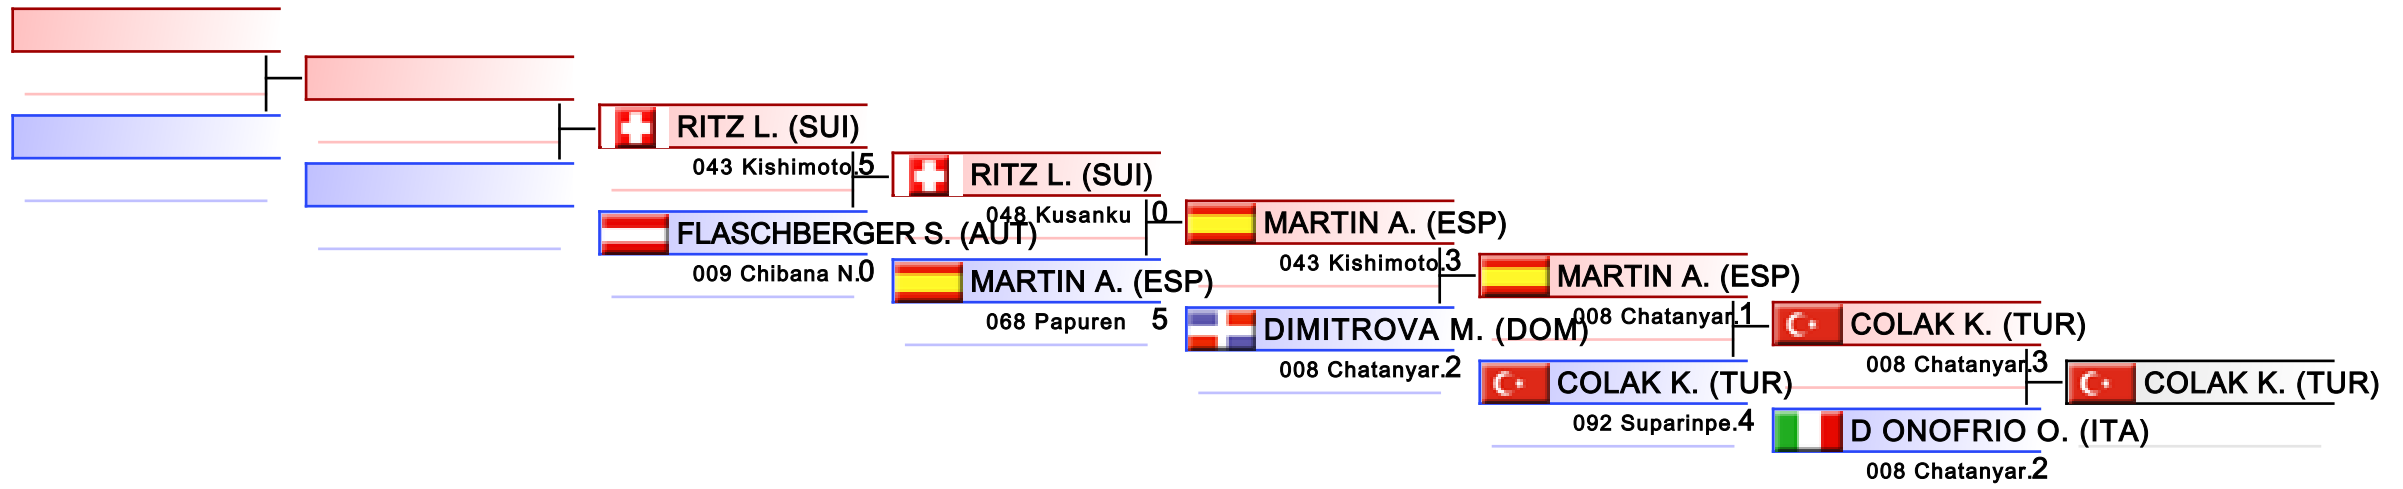 RITZ L. (SUI)
043 Kishimoto. 5
FLASCHBERGER S. (AUT)
009 Chibana N. 0
RITZ L. (SUI)
048 Kusanku 0
MARTIN A. (ESP)
068 Papuren 5
MARTIN A. (ESP)
043 Kishimoto. 3
DIMITROVA M. (DOM)
008 Chatanyar. 2
MARTIN A. (ESP)
008 Chatanyar. 1
COLAK K. (TUR)
092 Suparinpe. 4
COLAK K. (TUR)
008 Chatanyar. 3
D ONOFRIO O. (ITA)
008 Chatanyar. 2
COLAK K. (TUR)